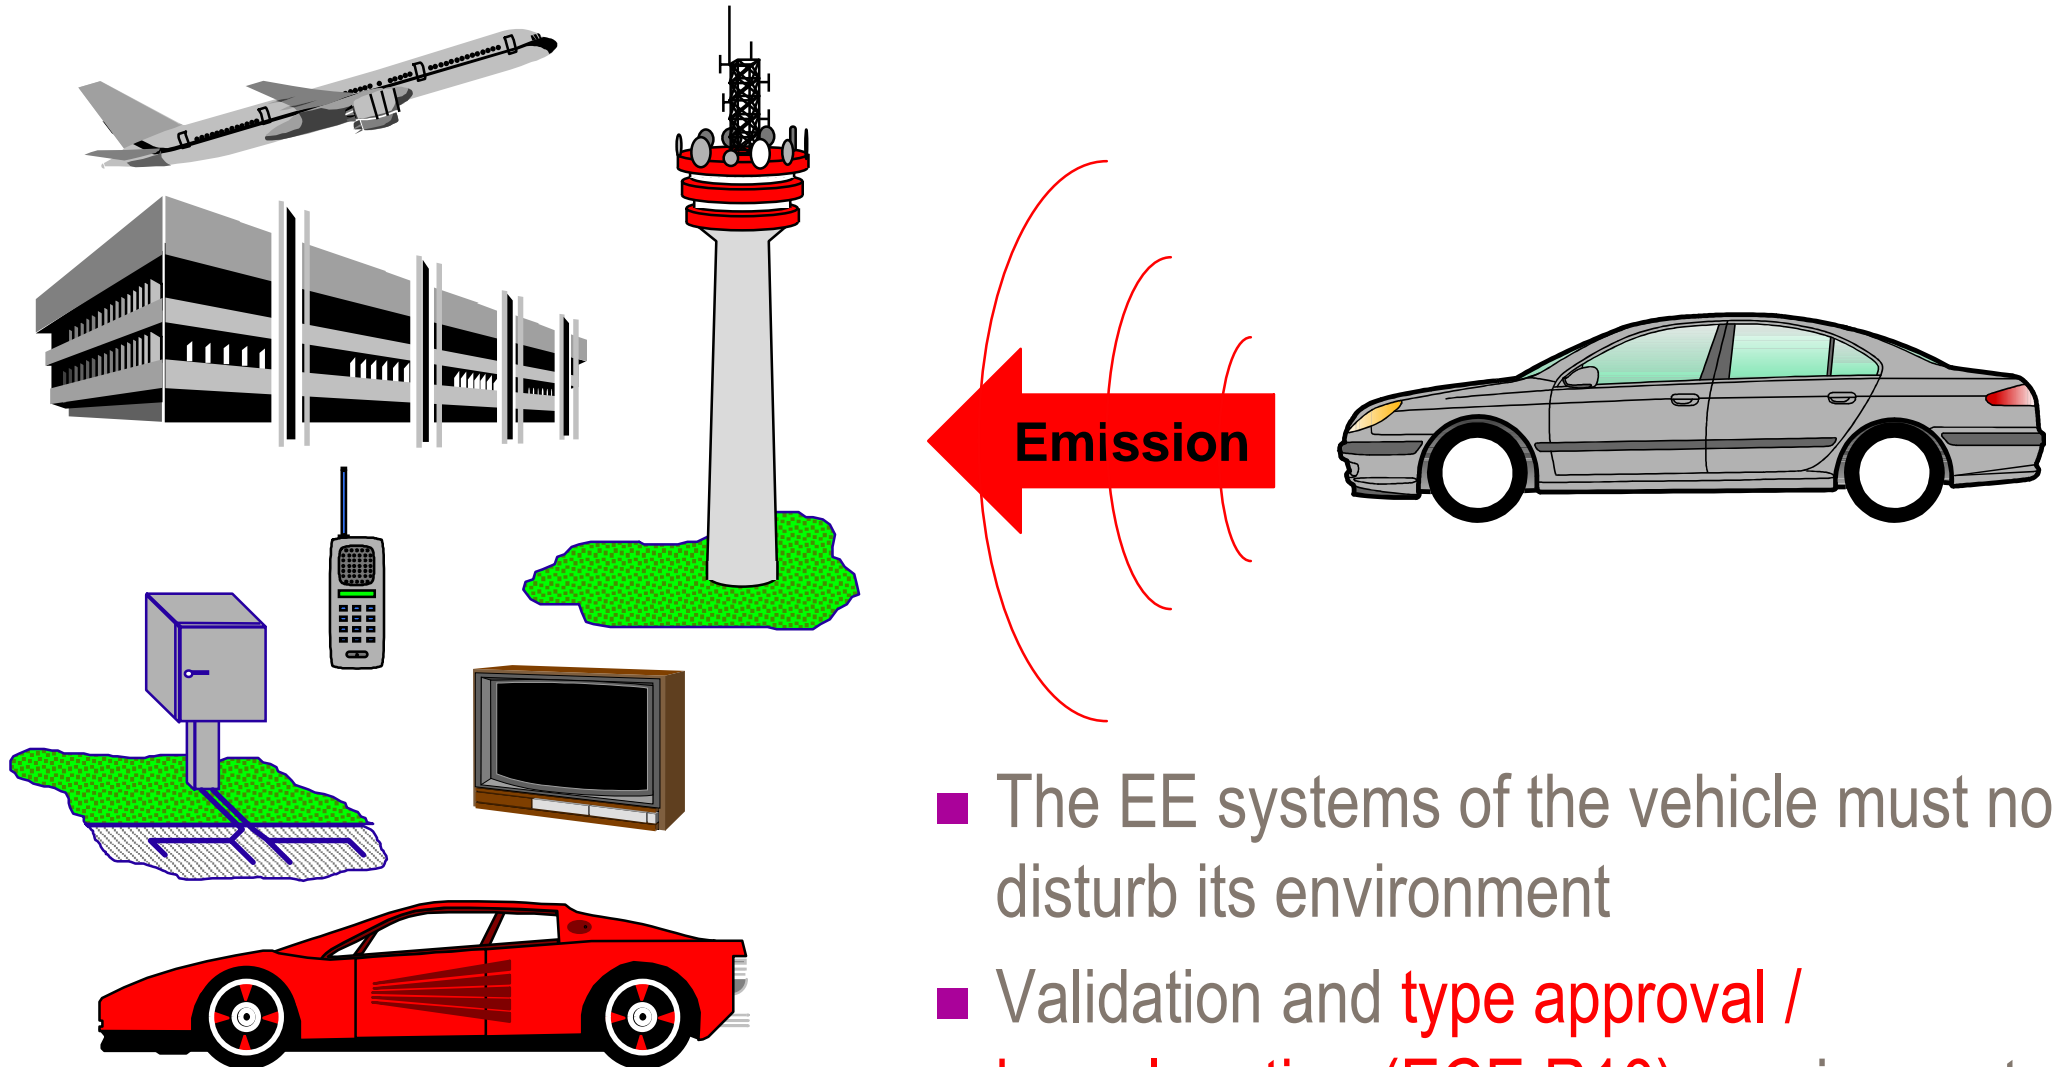 Emission
The EE systems of the vehicle must no
disturb its environment
Validation and type approval /